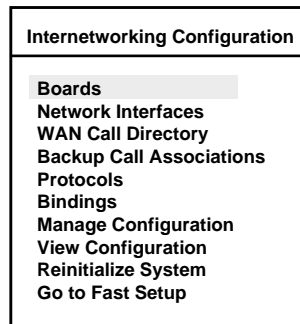 Internetworking Configuration
Boards
Network Interfaces
WAN Call Directory
Backup Call Associations
Protocols
Bindings
Manage Configuration
View Configuration
Reinitialize System
Go to Fast Setup